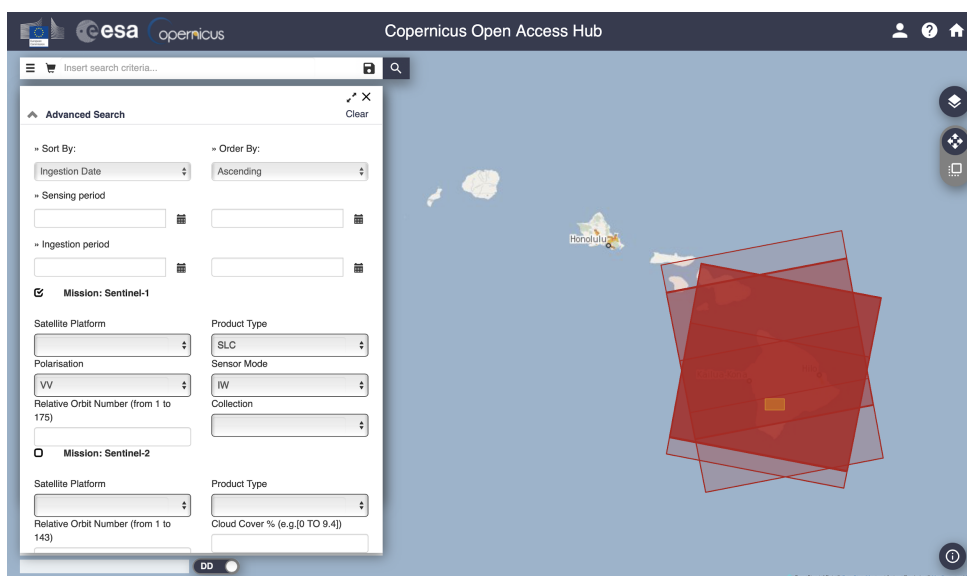 esa opernicus
Copernicus Open Access Hub
Insert search criteria...
Advanced Search
Clear
» Sort By:
» Order By:
Ingestion Date
Ascending
» Sensing period
» Ingestion period
Mission: Sentinel-1
Satellite Platform
Product Type
SLC
Polarisation
Sensor Mode
VV
IW
Relative Orbit Number (from 1 to
175)
Collection
Mission: Sentinel-2
Satellite Platform
Product Type
Relative Orbit Number (from 1 to
143)
Cloud Cover % (e.g.[0 TO 9.4])
DD
Honolulu